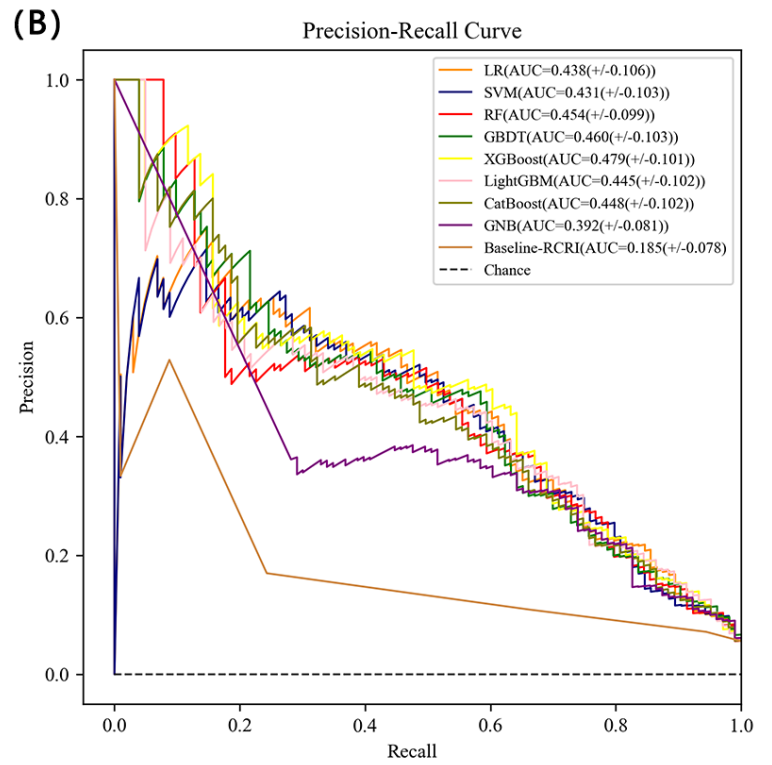 (B)
Precision-Recall Curve
LR(AUC=0.438(+/-0.106))
SVM(AUC=0.431(+/-0.103))
RF(AUC=0.454(+/-0.099))
GBDT(AUC=0.460(+/-0.103))
XGBoost(AUC=0.479(+/-0.101))
LightGBM(AUC=0.445(+/-0.102))
CatBoost(AUC=0.448(+/-0.102))
GNB(AUC=0.392(+/-0.081))
Baseline-RCRI(AUC=0.185(+/-0.078)
Chance
Precision
1.0
0.8
0.6
0.4
0.2
0.0
0.0 0.2 0.4 0.6 0.8 1.0
Recall